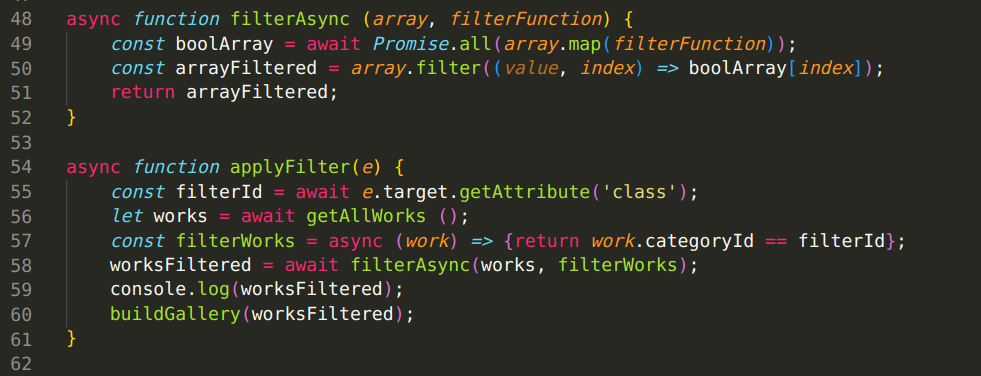 48 async function filterAsync (array, filterFunction) {
49     const boolArray = await Promise.all(array.map(filterFunction));
50     const arrayFiltered = array.filter((value, index) => boolArray[index]);
51     return arrayFiltered;
52 }
53
54 async function applyFilter(e) {
55     const filterId = await e.target.getAttribute('class');
56     let works = await getAllWorks ();
57     const filterWorks = async (work) => {return work.categoryId == filterId};
58     worksFiltered = await filterAsync(works, filterWorks);
59     console.log(worksFiltered);
60     buildGallery(worksFiltered);
61 }
62